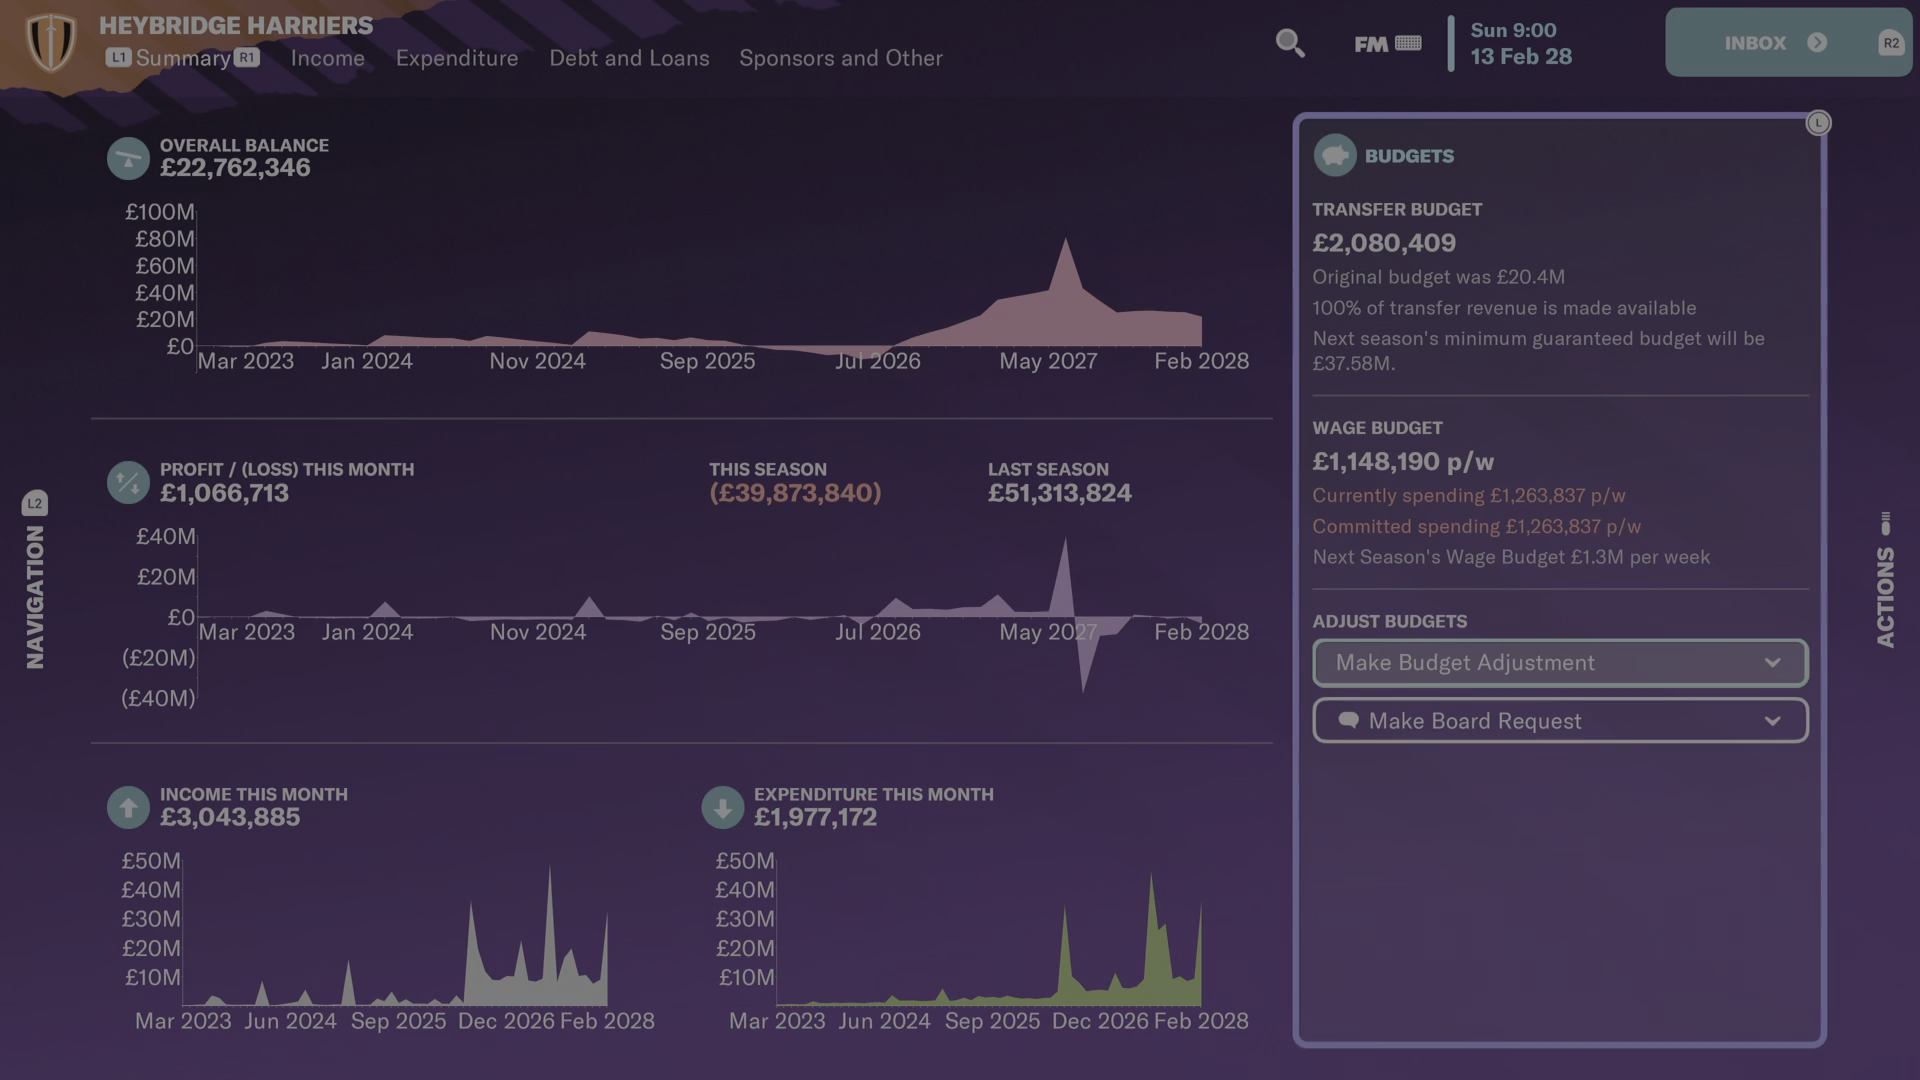 HEYBRIDGE HARRIERS
L1 Summary R1 Income Expenditure Debt and Loans Sponsors and Other
FM
Sun 9:00
13 Feb 28
INBOX
R2
OVERALL BALANCE
£22,762,346
£100M
£80M
£60M
£40M
£20M
£0
Mar 2023 Jan 2024 Nov 2024 Sep 2025 Jul 2026 May 2027 Feb 2028
PROFIT / (LOSS) THIS MONTH
£1,066,713
THIS SEASON
(£39,873,840)
LAST SEASON
£51,313,824
£40M
£20M
£0
(£20M)
(£40M)
Mar 2023 Jan 2024 Nov 2024 Sep 2025 Jul 2026 May 2027 Feb 2028
INCOME THIS MONTH
£3,043,885
£50M
£40M
£30M
£20M
£10M
Mar 2023 Jun 2024 Sep 2025 Dec 2026 Feb 2028
EXPENDITURE THIS MONTH
£1,977,172
£50M
£40M
£30M
£20M
£10M
Mar 2023 Jun 2024 Sep 2025 Dec 2026 Feb 2028
L
BUDGETS
TRANSFER BUDGET
£2,080,409
Original budget was £20.4M
100% of transfer revenue is made available
Next season's minimum guaranteed budget will be
£37.58M.
WAGE BUDGET
£1,148,190 p/w
Currently spending £1,263,837 p/w
Committed spending £1,263,837 p/w
Next Season's Wage Budget £1.3M per week
ADJUST BUDGETS
Make Budget Adjustment
Make Board Request
L2
NAVIGATION
ACTIONS